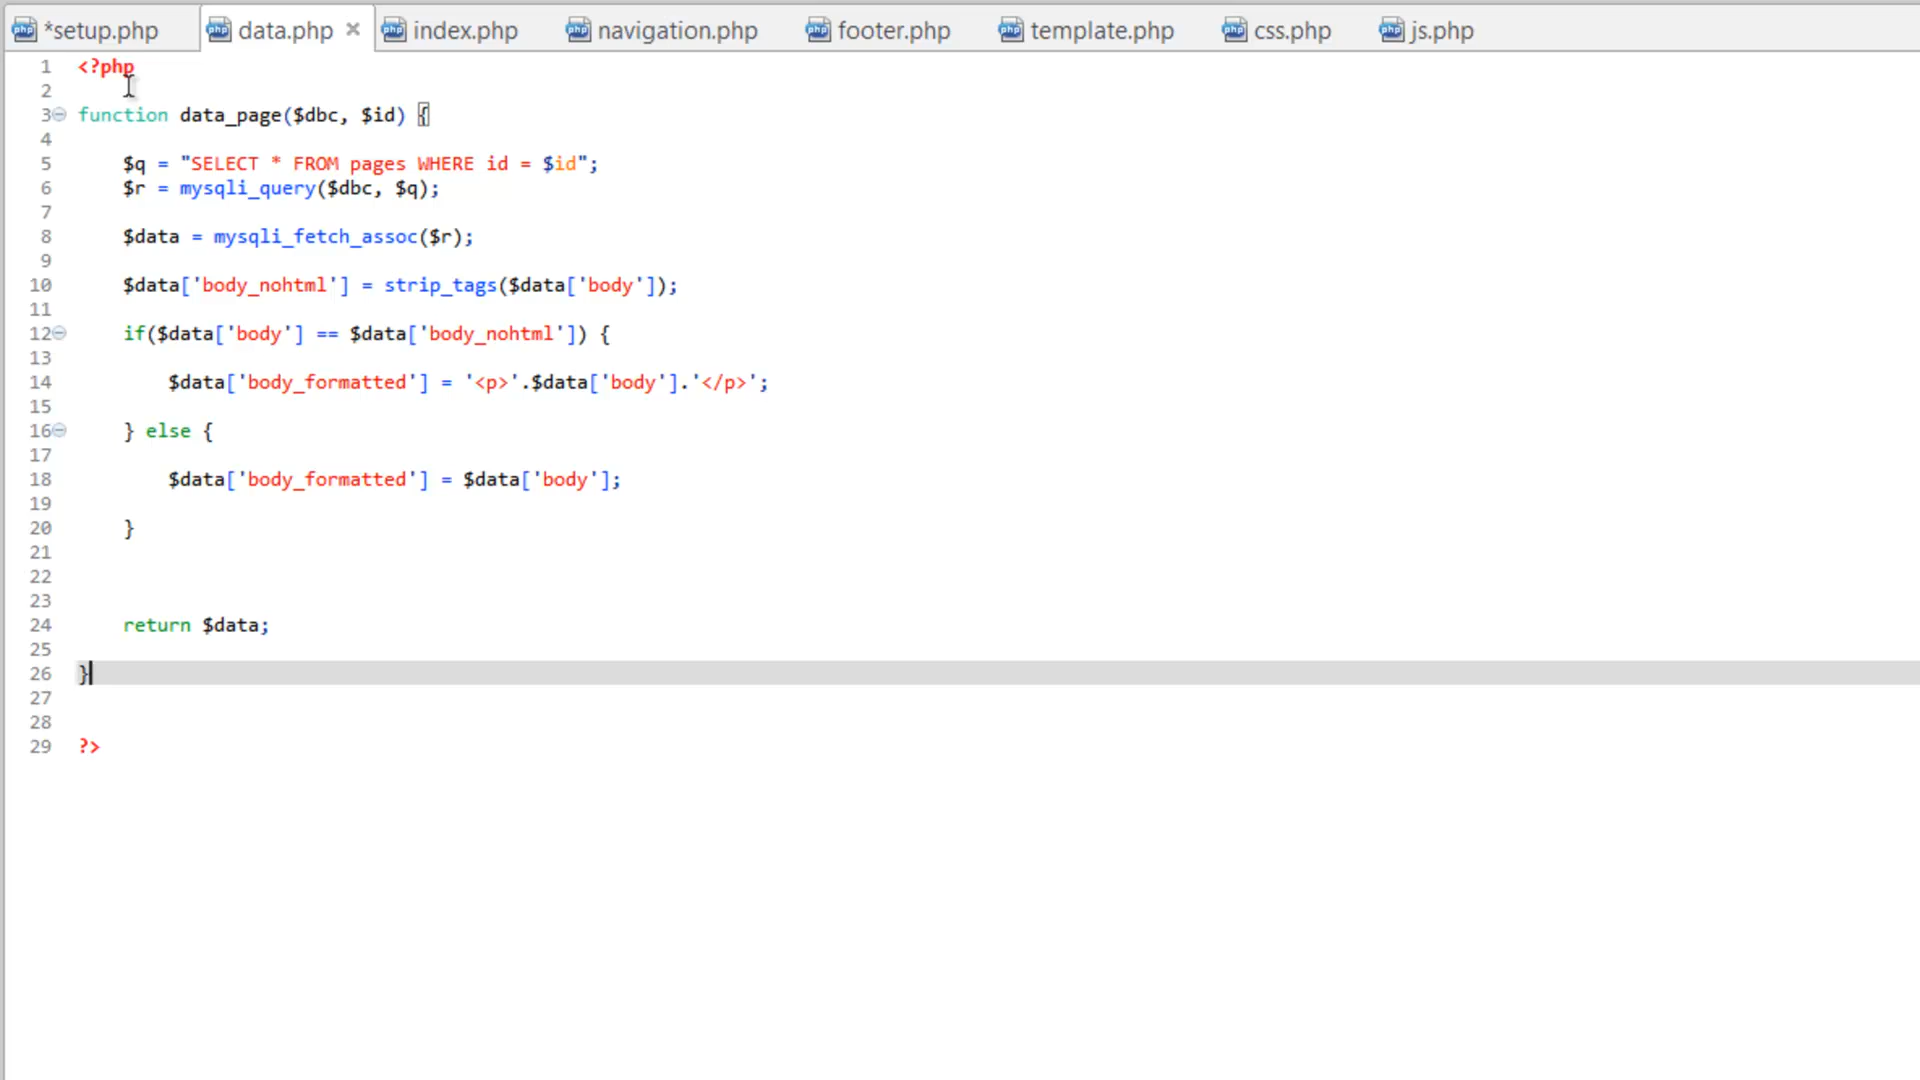 *setup.php data.php index.php navigation.php footer.php template.php css.php js.php
1 <?php
2
3 function data_page($dbc, $id) {
4
5 $q = "SELECT * FROM pages WHERE id = $id";
6 $r = mysqli_query($dbc, $q);
7
8 $data = mysqli_fetch_assoc($r);
9
10 $data['body_nohtml'] = strip_tags($data['body']);
11
12 if($data['body'] == $data['body_nohtml']) {
13
14 $data['body_formatted'] = '<p>'.$data['body'].'</p>';
15
16 } else {
17
18 $data['body_formatted'] = $data['body'];
19
20 }
21
22
23
24 return $data;
25
26 }
27
28
29 ?>